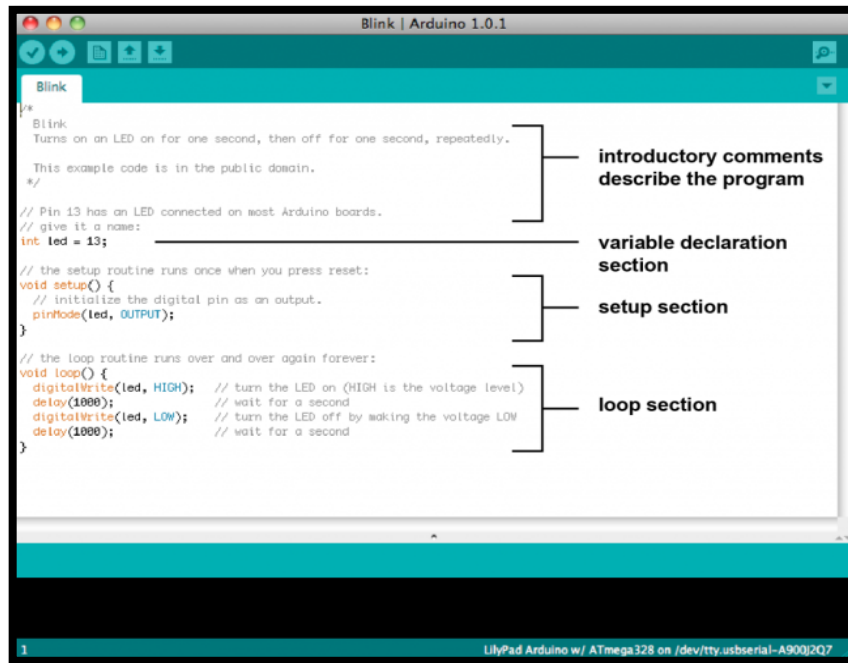 Blink | Arduino 1.0.1
Blink
/*
  Blink
  Turns on an LED on for one second, then off for one second, repeatedly.
  This example code is in the public domain.
 */
// Pin 13 has an LED connected on most Arduino boards.
// give it a name:
int led = 13;
// the setup routine runs once when you press reset:
void setup() {
  // initialize the digital pin as an output.
  pinMode(led, OUTPUT);
}
// the loop routine runs over and over again forever:
void loop() {
  digitalWrite(led, HIGH);   // turn the LED on (HIGH is the voltage level)
  delay(1000);               // wait for a second
  digitalWrite(led, LOW);    // turn the LED off by making the voltage LOW
  delay(1000);               // wait for a second
}
introductory comments
describe the program
variable declaration
section
setup section
loop section
1
LilyPad Arduino w/ ATmega328 on /dev/tty.usbserial-A900J2Q7